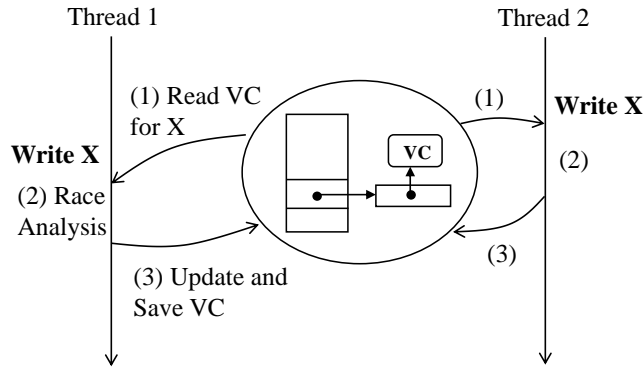 Thread 1
Thread 2
(1) Read VC
for X
(1)
Write X
Write X
VC
(2) Race
Analysis
(2)
(3) Update and
Save VC
(3)